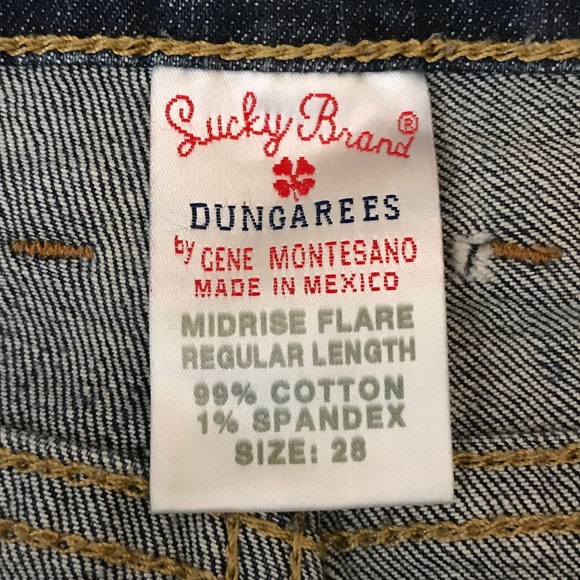 Lucky Brand®
DUNGAREES
by GENE MONTESANO
MADE IN MEXICO
MIDRISE FLARE
REGULAR LENGTH
99% COTTON
1% SPANDEX
SIZE: 28